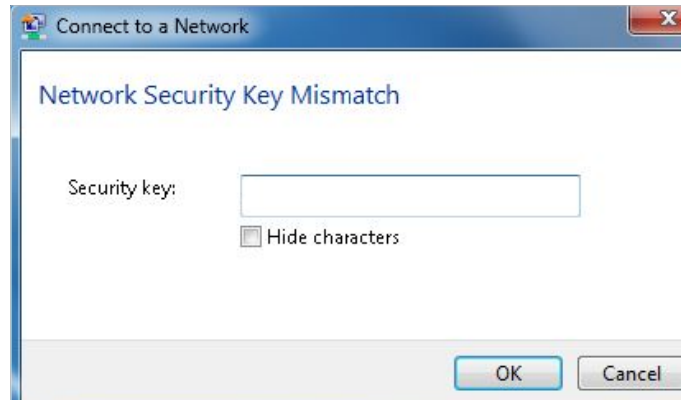 Connect to a Network
Network Security Key Mismatch
Security key:
Hide characters
OK Cancel